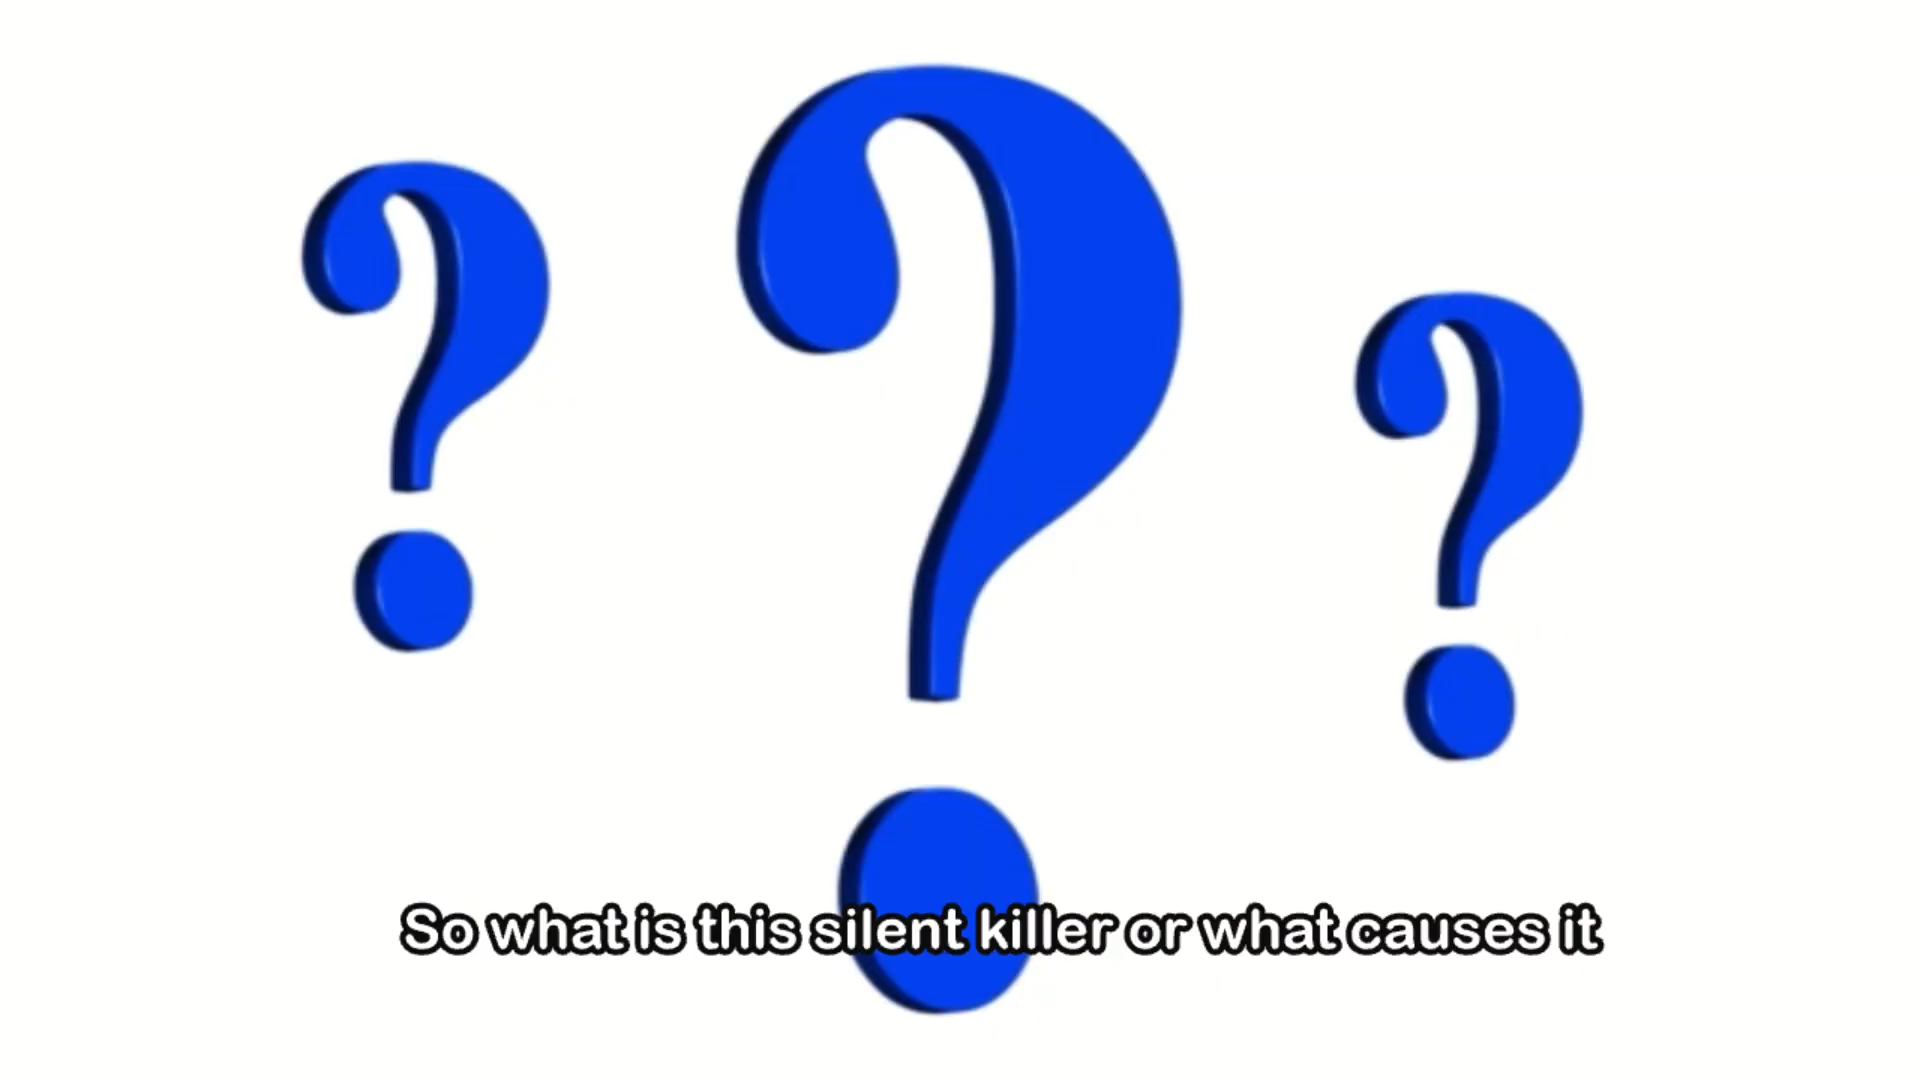 ? ? ?
So what is this silent killer or what causes it